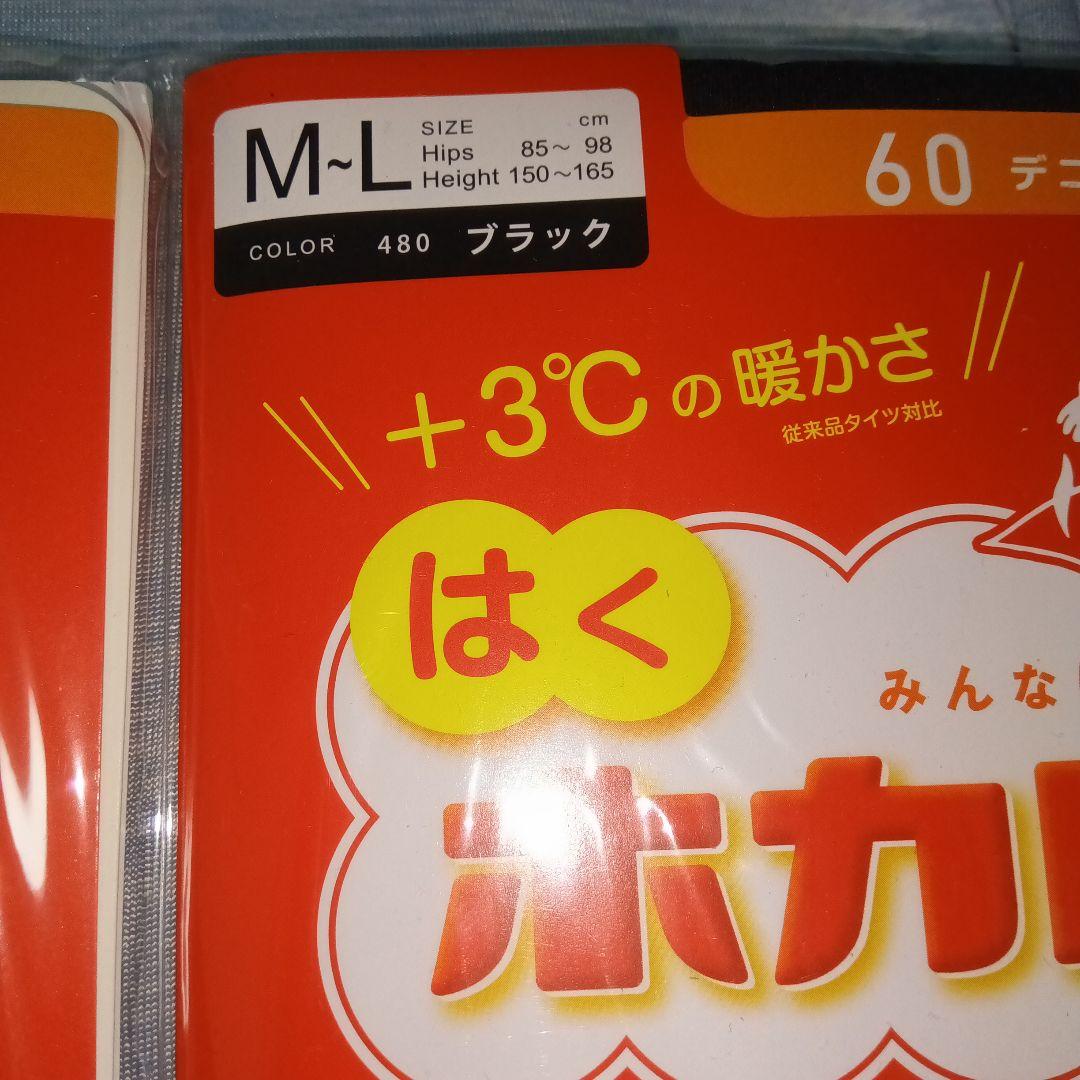 M~L SIZE cm
Hips 85~ 98
Height 150~165
COLOR 480 ブラック
60 デ
+3℃の暖かさ
従来品タイツ対比
はく
みんな
ホカ